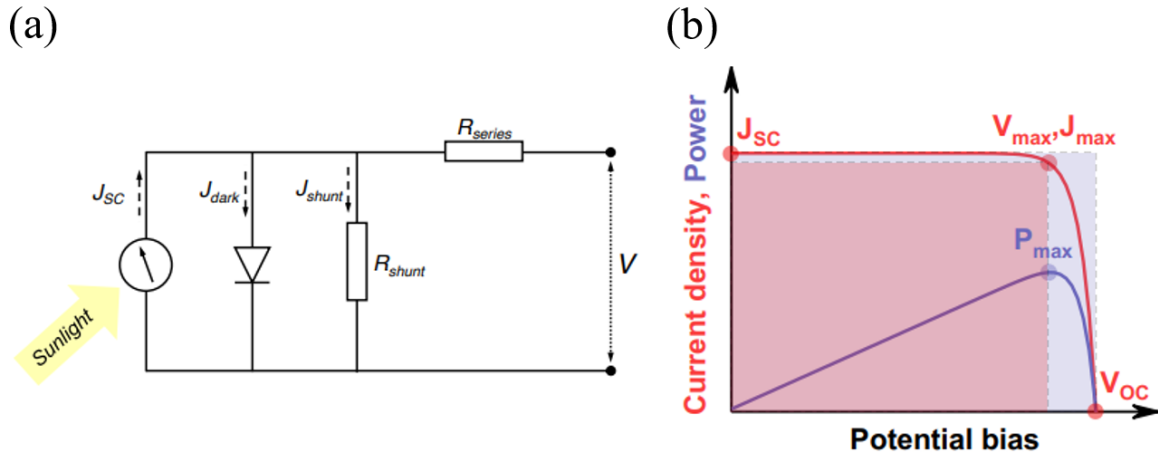 (a)
R_series
J_SC
J_dark
J_shunt
R_shunt
V
Sunlight
(b)
Current density, Power
J_SC
V_max,J_max
P_max
V_OC
Potential bias